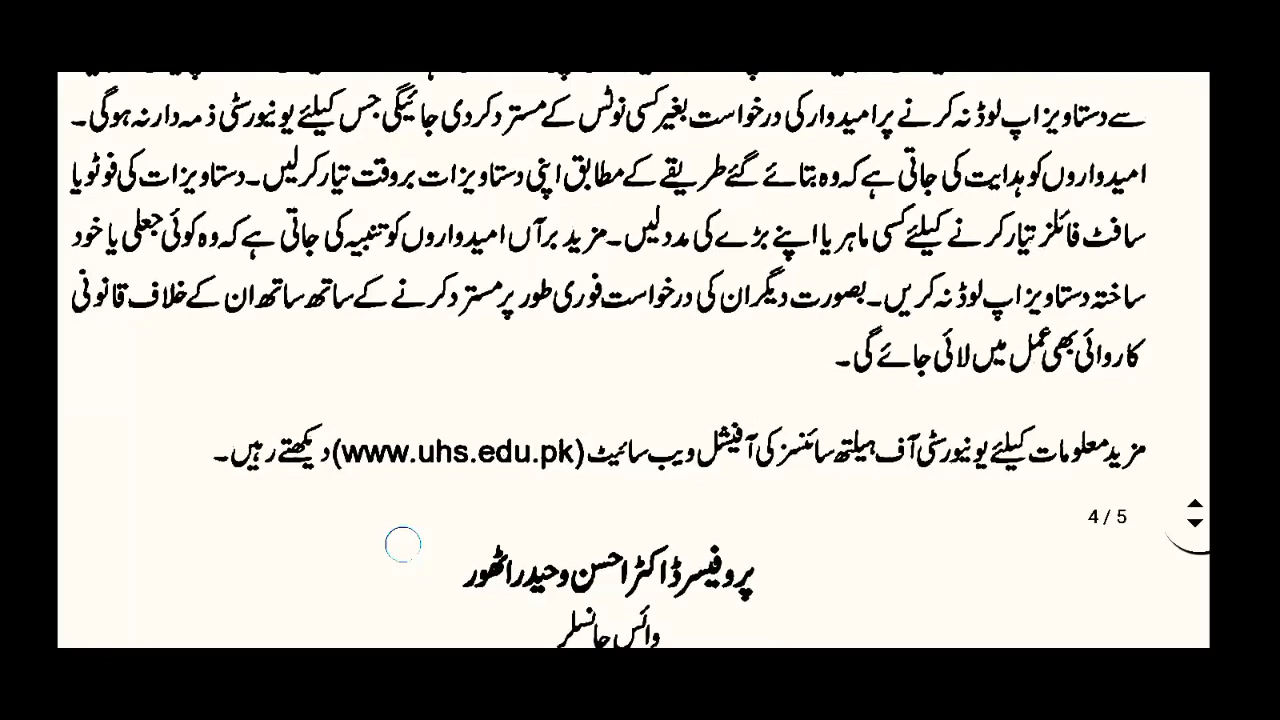 سے دستاویز اپ لوڈ نہ کرنے پر امیدوار کی درخواست بغیر کسی نوٹس کے مسترد کر دی جائیگی جس کیلئے یونیورسٹی ذمہ دار نہ ہوگی۔
امیدواروں کو ہدایت کی جاتی ہے کہ وہ بتائے گئے طریقے کے مطابق اپنی دستاویزات بروقت تیار کر لیں۔ دستاویزات کی فوٹو یا
سافٹ فائلز تیار کرنے کیلئے کسی ماہر یا اپنے بڑے کی مدد لیں۔ مزید برآں امیدواروں کو تنبیہ کی جاتی ہے کہ وہ کوئی جعلی یا خود
ساختہ دستاویز اپ لوڈ نہ کریں۔ بصورت دیگر ان کی درخواست فوری طور پر مسترد کرنے کے ساتھ ساتھ ان کے خلاف قانونی
کاروائی بھی عمل میں لائی جائے گی۔
مزید معلومات کیلئے یونیورسٹی آف ہیلتھ سائنسز کی آفیشل ویب سائیٹ (www.uhs.edu.pk) دیکھتے رہیں۔
4 / 5
پروفیسر ڈاکٹر احسن وحید راٹھور
وائس چانسلر